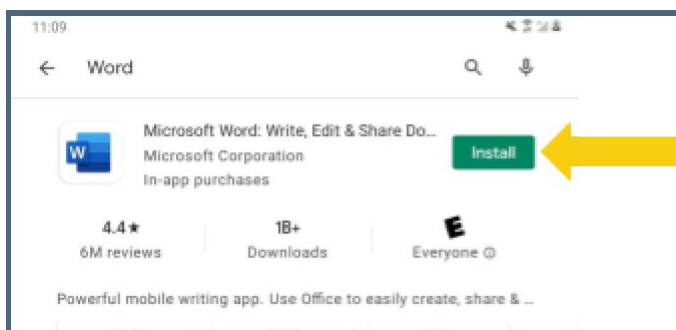 11:09
Word
Microsoft Word: Write, Edit & Share Do...
Microsoft Corporation
In-app purchases
Install
W
4.4★
6M reviews
1B+
Downloads
E
Everyone
Powerful mobile writing app. Use Office to easily create, share & ...